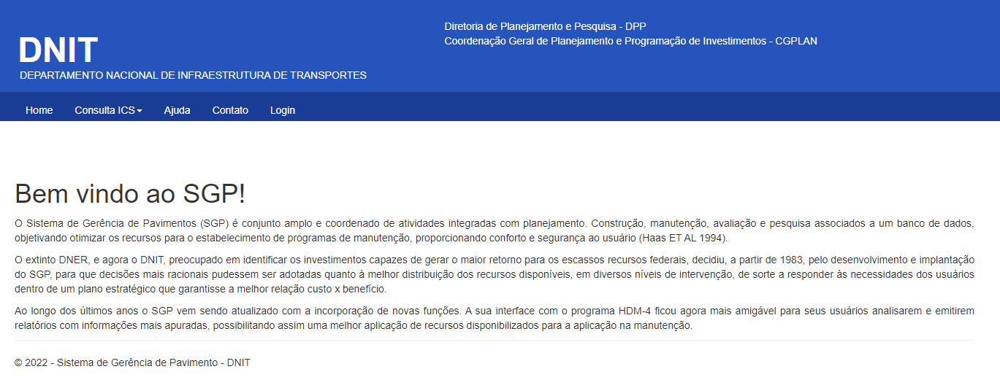 DNIT
DEPARTAMENTO NACIONAL DE INFRAESTRUTURA DE TRANSPORTES
Diretoria de Planejamento e Pesquisa - DPP
Coordenação Geral de Planejamento e Programação de Investimentos - CGPLAN
Home Consulta ICS Ajuda Contato Login
Bem vindo ao SGP!
O Sistema de Gerência de Pavimentos (SGP) é conjunto amplo e coordenado de atividades integradas com planejamento. Construção, manutenção, avaliação e pesquisa associados a um banco de dados,
objetivando otimizar os recursos para o estabelecimento de programas de manutenção, proporcionando conforto e segurança ao usuário (Haas ET AL 1994).
O extinto DNER, e agora o DNIT, preocupado em identificar os investimentos capazes de gerar o maior retorno para os escassos recursos federais, decidiu, a partir de 1983, pelo desenvolvimento e implantação
do SGP, para que decisões mais racionais pudessem ser adotadas quanto à melhor distribuição dos recursos disponíveis, em diversos níveis de intervenção, de sorte a responder às necessidades dos usuários
dentro de um plano estratégico que garantisse a melhor relação custo x benefício.
Ao longo dos últimos anos o SGP vem sendo atualizado com a incorporação de novas funções. A sua interface com o programa HDM-4 ficou agora mais amigável para seus usuários analisarem e emitirem
relatórios com informações mais apuradas, possibilitando assim uma melhor aplicação de recursos disponibilizados para a aplicação na manutenção.
© 2022 - Sistema de Gerência de Pavimento - DNIT